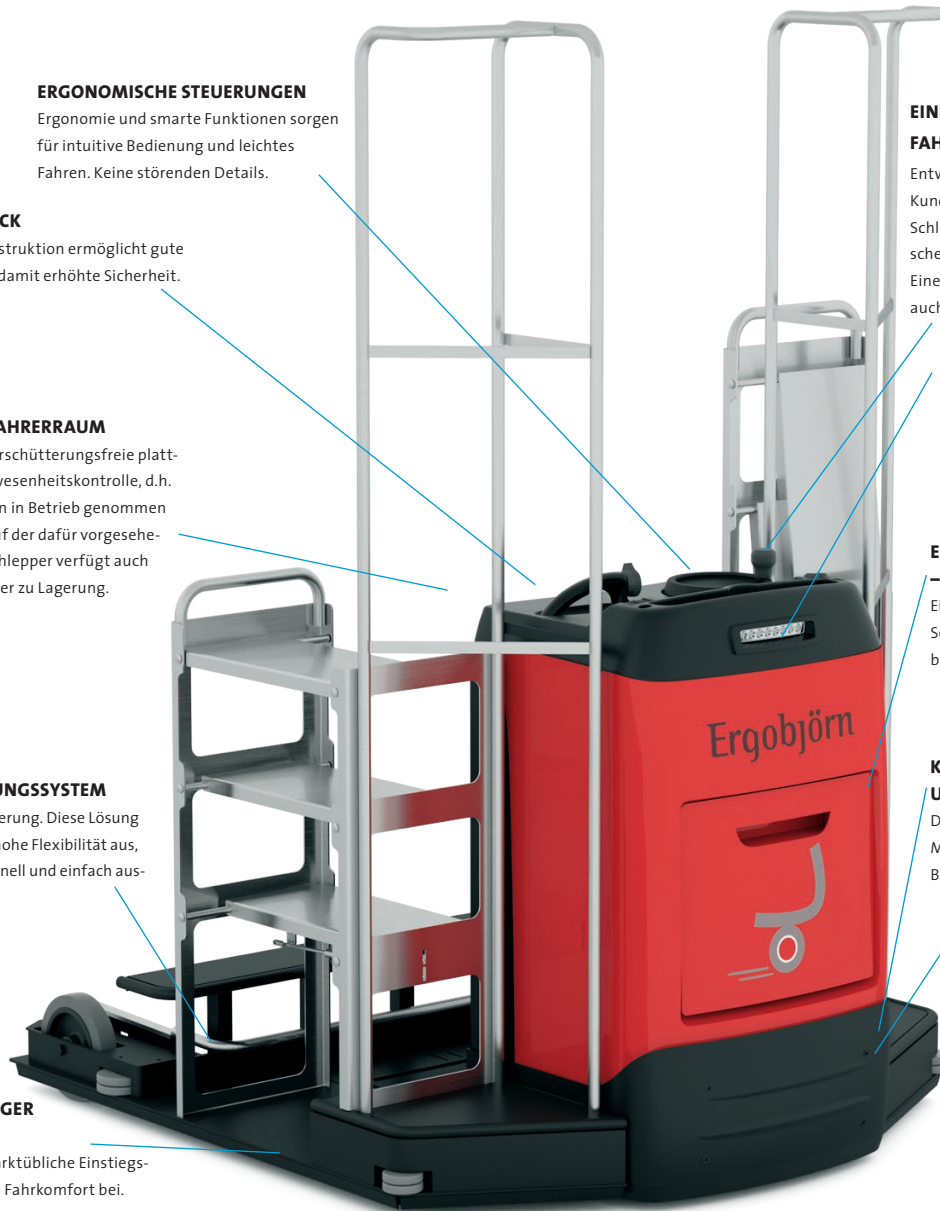 ERGONOMISCHE STEUERUNGEN
Ergonomie und smarte Funktionen sorgen
für intuitive Bedienung und leichtes
Fahren. Keine störenden Details.
CK
struktion ermöglicht gute
damit erhöhte Sicherheit.
AHRERRAUM
rschütterungsfreie platt-
wesenheitskontrolle, d.h.
n in Betrieb genommen
uf der dafür vorgesehe-
hlepper verfügt auch
er zu Lagerung.
UNGSSYSTEM
erung. Diese Lösung
hohe Flexibilität aus,
nell und einfach aus-
GER
arktübliche Einstiegs-
Fahrkomfort bei.
EIN
FAH
Entw
Kund
Schle
sche
Eine
auch
E
–
Ei
Se
b
K
U
D
M
B
Ergobjörn